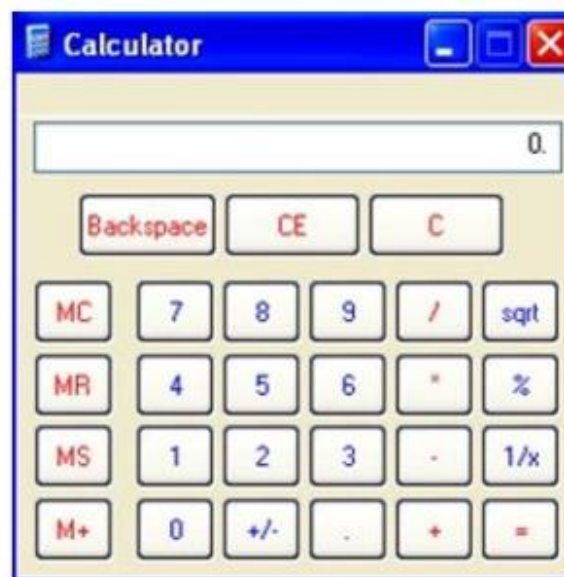 Calculator
0.
Backspace CE C
MC 7 8 9 / sqrt
MR 4 5 6 * %
MS 1 2 3 - 1/x
M+ 0 +/- . + =